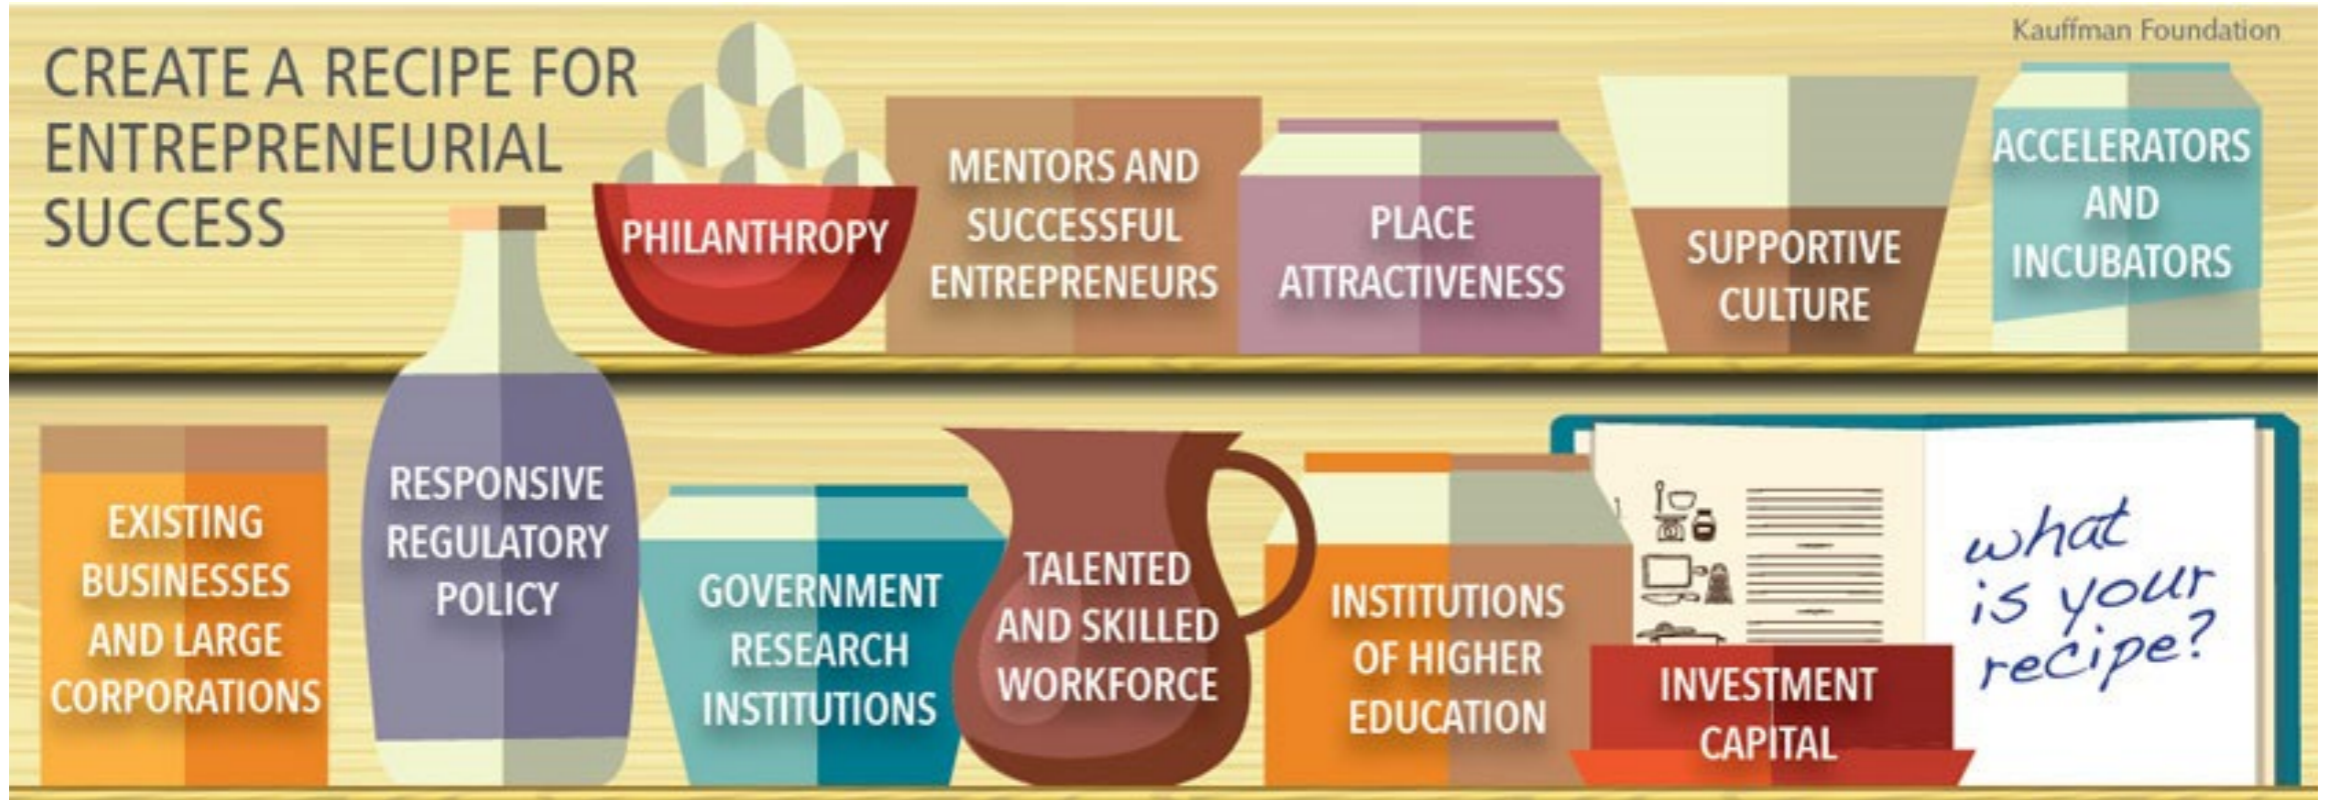 Kauffman Foundation
CREATE A RECIPE FOR
ENTREPRENEURIAL
SUCCESS
PHILANTHROPY
MENTORS AND
SUCCESSFUL
ENTREPRENEURS
PLACE
ATTRACTIVENESS
SUPPORTIVE
CULTURE
ACCELERATORS
AND
INCUBATORS
EXISTING
BUSINESSES
AND LARGE
CORPORATIONS
RESPONSIVE
REGULATORY
POLICY
GOVERNMENT
RESEARCH
INSTITUTIONS
TALENTED
AND SKILLED
WORKFORCE
INSTITUTIONS
OF HIGHER
EDUCATION
INVESTMENT
CAPITAL
what
is your
recipe?